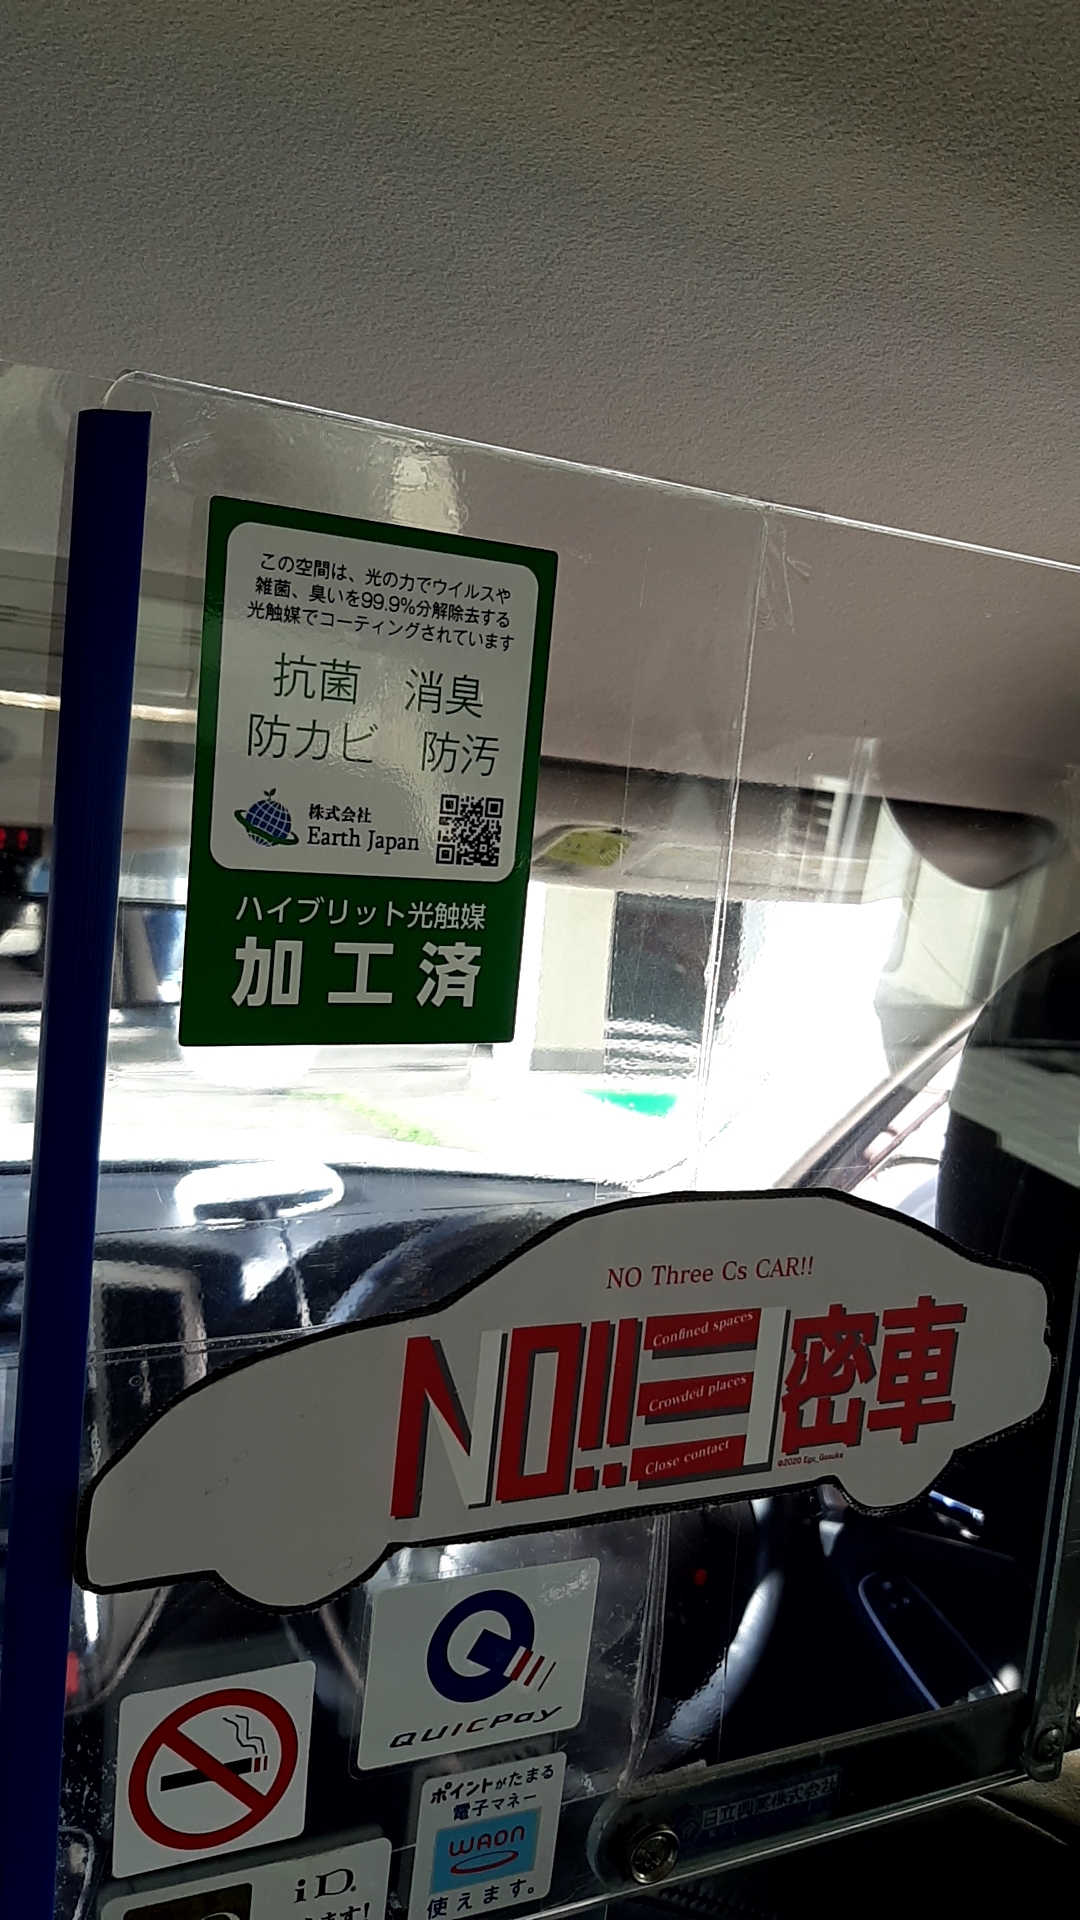 この空間は、光の力でウイルスや
雑菌、臭いを99.9%分解除去する
光触媒でコーティングされています
抗菌 消臭
防カビ 防汚
株式会社
Earth Japan
ハイブリット光触媒
加工済
NO Three Cs CAR!!
NO!!三密車
Confined spaces
Crowded places
Close contact
©2020 Ego_Gosuke
QUICPay
ポイントがたまる
電子マネー
WAON
使えます。
iD